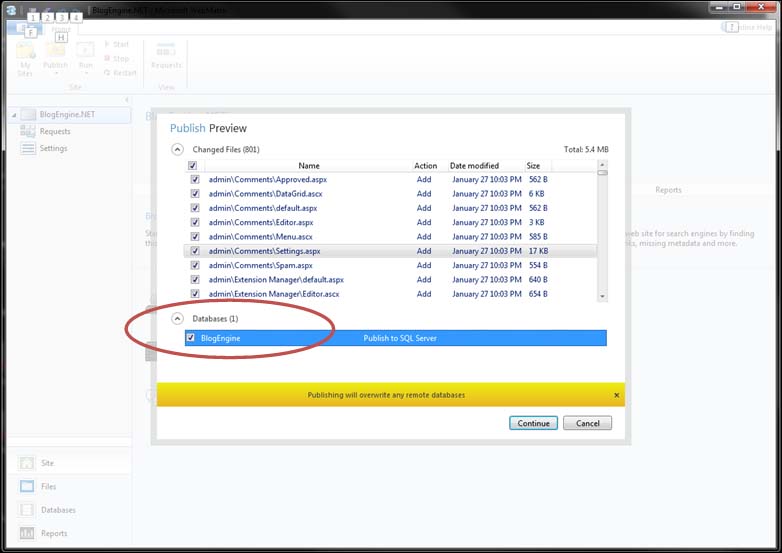 BlogEngine.NET - Microsoft WebMatrix
1 2 3 4
F
H
?
Online Help
Home
My Sites
Publish
Run
Start
Stop
Restart
Requests
Site
View
BlogEngine.NET
Requests
Settings
Publish Preview
Changed Files (801)
Total: 5.4 MB
Name Action Date modified Size
admin\Comments\Approved.aspx Add January 27 10:03 PM 562 B
admin\Comments\DataGrid.ascx Add January 27 10:03 PM 6 KB
admin\Comments\default.aspx Add January 27 10:03 PM 562 B
admin\Comments\Editor.aspx Add January 27 10:03 PM 3 KB
admin\Comments\Menu.ascx Add January 27 10:03 PM 585 B
admin\Comments\Settings.aspx Add January 27 10:03 PM 17 KB
admin\Comments\Spam.aspx Add January 27 10:03 PM 554 B
admin\Extension Manager\default.aspx Add January 27 10:03 PM 640 B
admin\Extension Manager\Editor.ascx Add January 27 10:03 PM 654 B
Reports
web site for search engines by finding
missing metadata and more.
Databases (1)
BlogEngine Publish to SQL Server
Publishing will overwrite any remote databases
Continue Cancel
Site
Files
Databases
Reports